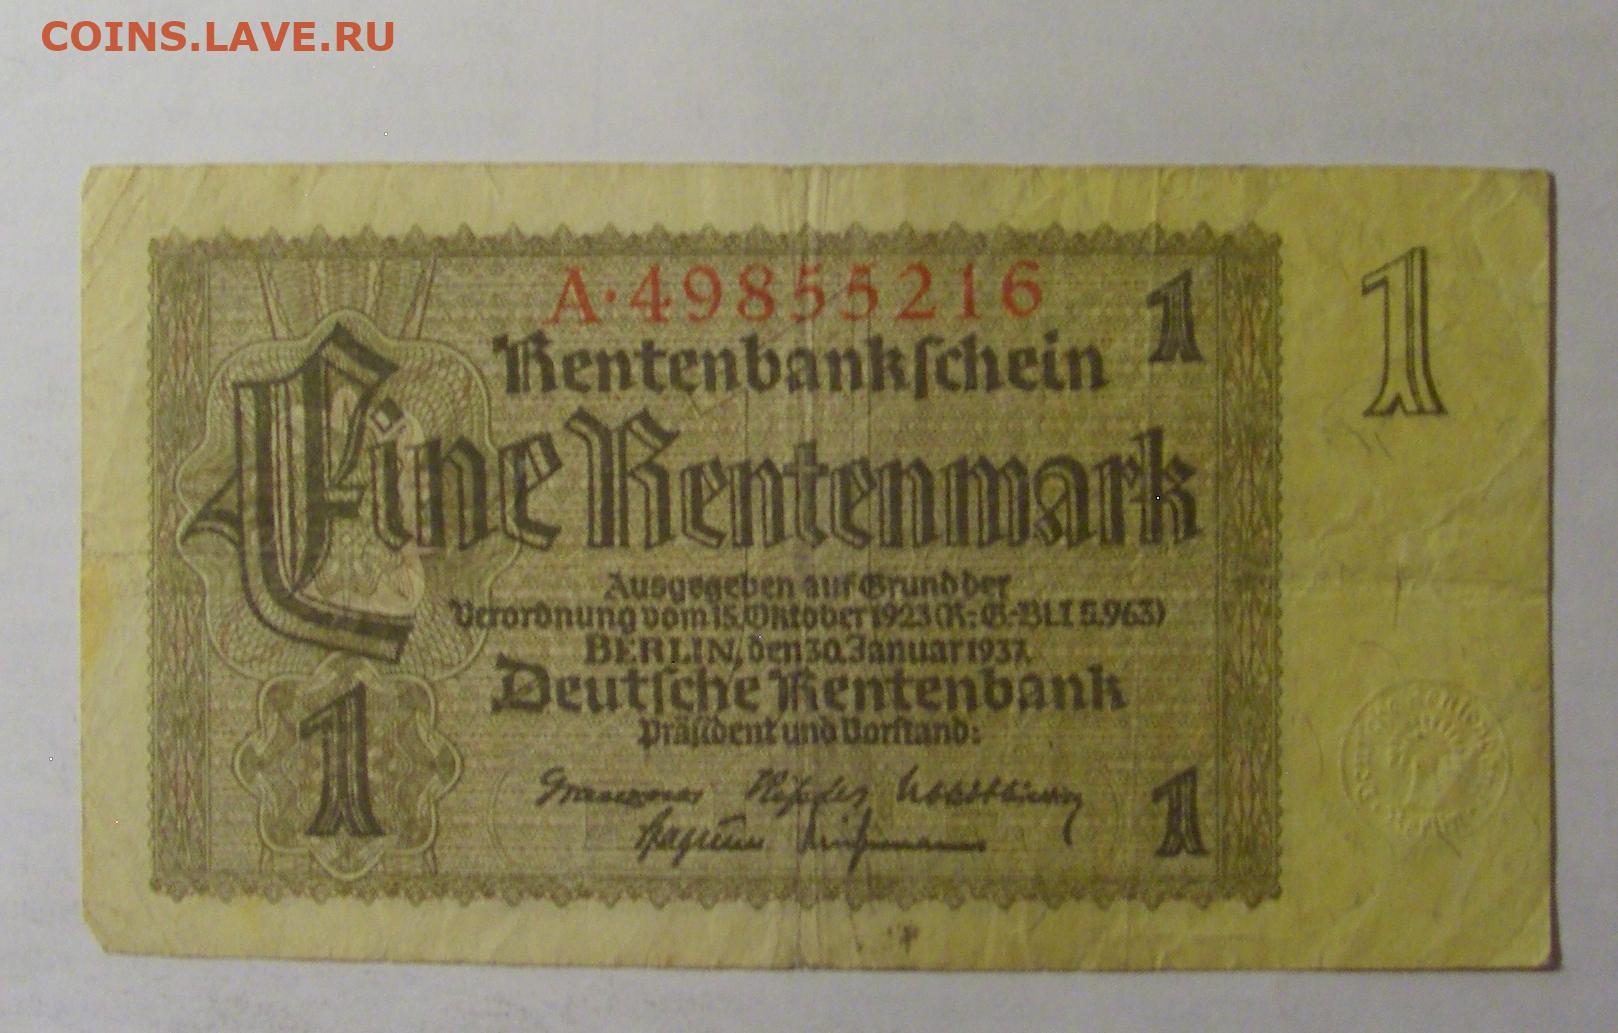 COINS.LAVE.RU
A·49855216
1
1
Rentenbankschein
Eine Rentenmark
Ausgegeben auf Grund der
Verordnung vom 15. Oktober 1923 (R.-G.-Bl. I S. 963)
BERLIN, den 30. Januar 1937.
Deutsche Rentenbank
Präsident und Vorstand:
1
1